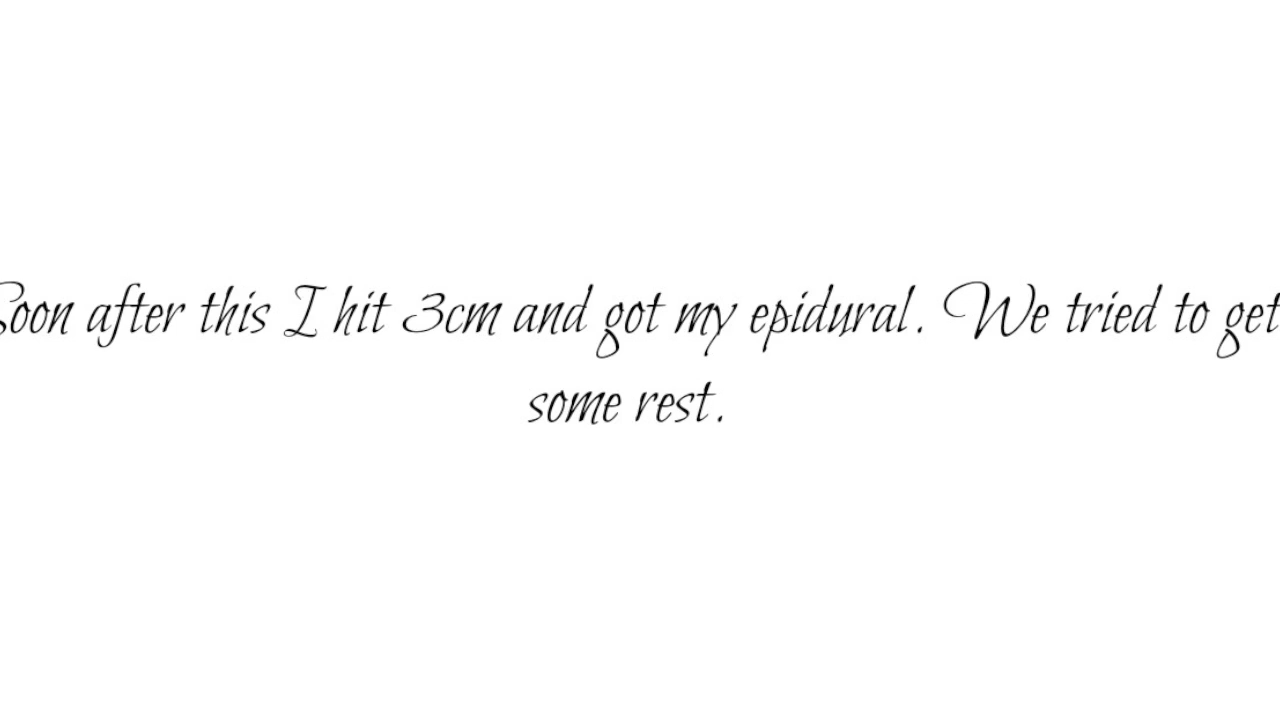 Soon after this I hit 3cm and got my epidural. We tried to get
some rest.